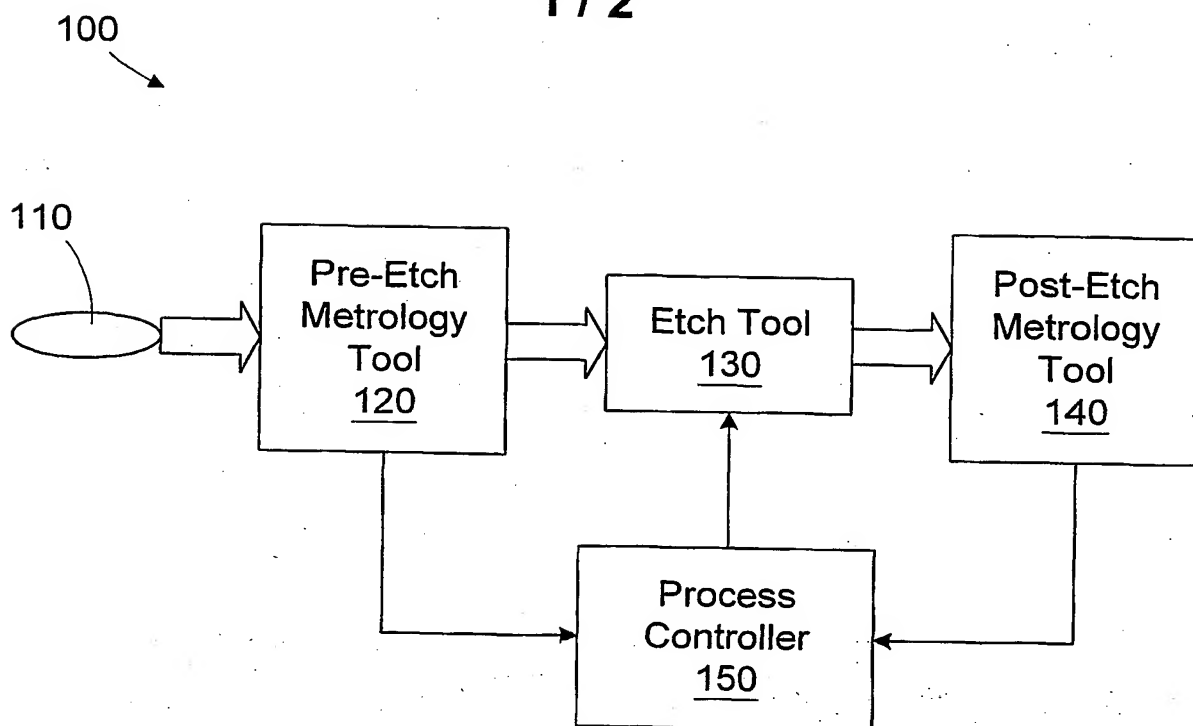 1 / 2
100
110
Pre-Etch
Metrology
Tool
120
Etch Tool
130
Post-Etch
Metrology
Tool
140
Process
Controller
150